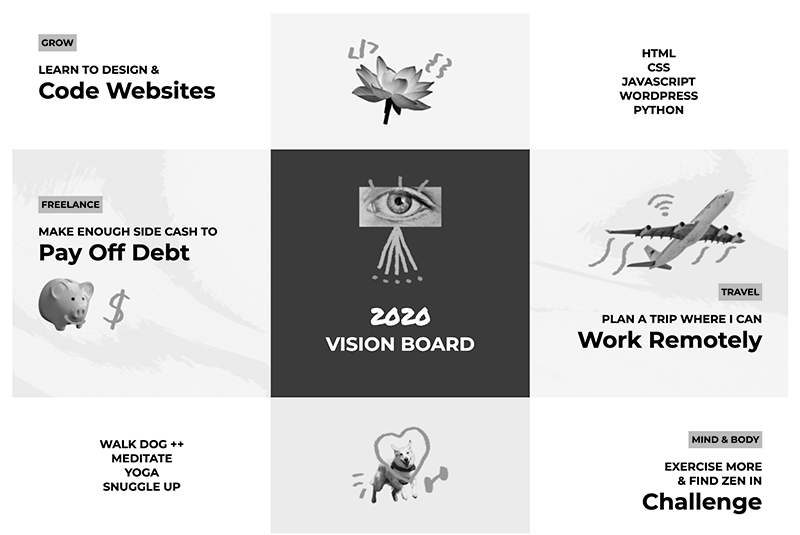 GROW
LEARN TO DESIGN &
Code Websites
</>
{ }
HTML
CSS
JAVASCRIPT
WORDPRESS
PYTHON
FREELANCE
MAKE ENOUGH SIDE CASH TO
Pay Off Debt
$
2020
VISION BOARD
TRAVEL
PLAN A TRIP WHERE I CAN
Work Remotely
WALK DOG ++
MEDITATE
YOGA
SNUGGLE UP
MIND & BODY
EXERCISE MORE
& FIND ZEN IN
Challenge